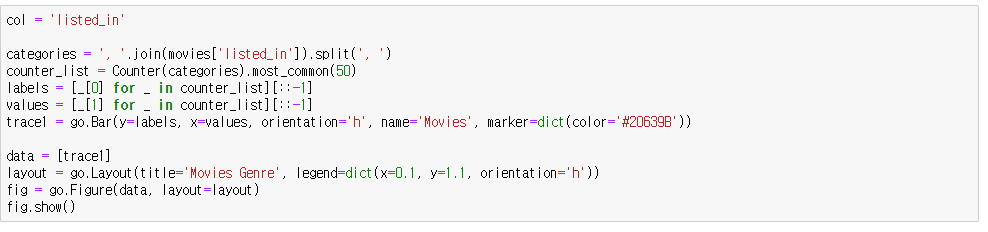 col = 'listed_in'
categories = ', '.join(movies['listed_in']).split(', ')
counter_list = Counter(categories).most_common(50)
labels = [_[0] for _ in counter_list][::-1]
values = [_[1] for _ in counter_list][::-1]
trace1 = go.Bar(y=labels, x=values, orientation='h', name='Movies', marker=dict(color='#20639B'))
data = [trace1]
layout = go.Layout(title='Movies Genre', legend=dict(x=0.1, y=1.1, orientation='h'))
fig = go.Figure(data, layout=layout)
fig.show()